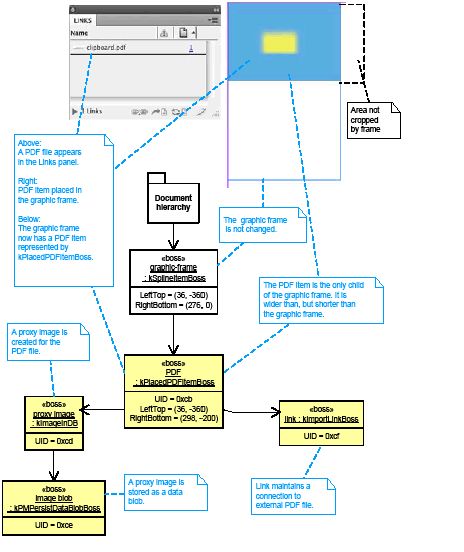 LINKS
Name
clipboard.pdf
1
Links
Area not
cropped
by frame
Above:
A PDF file appears
in the Links panel.
Right:
PDF item placed in
the graphic frame.
Below:
The graphic frame
now has a PDF item
represented by
kPlacedPDFItemBoss.
Document
hierarchy
The graphic frame
is not changed.
«boss»
graphic-frame
: kSplineItemBoss
LeftTop = (36, -360)
RightBottom = (276, 0)
The PDF item is the only child
of the graphic frame. It is
wider than, but shorter than
the graphic frame.
A proxy image is
created for the
PDF file.
«boss»
PDF
: kPlacedPDFItemBoss
UID = 0xcb
LeftTop = (36, -360)
RightBottom = (298, -200)
«boss»
proxy image
: kImageInDB
UID = 0xcd
«boss»
link : kImportLinkBoss
UID = 0xcf
«boss»
image blob
: kPMPersistDataBlobBoss
UID = 0xce
A proxy image is
stored as a data
blob.
Link maintains a
connection to
external PDF file.